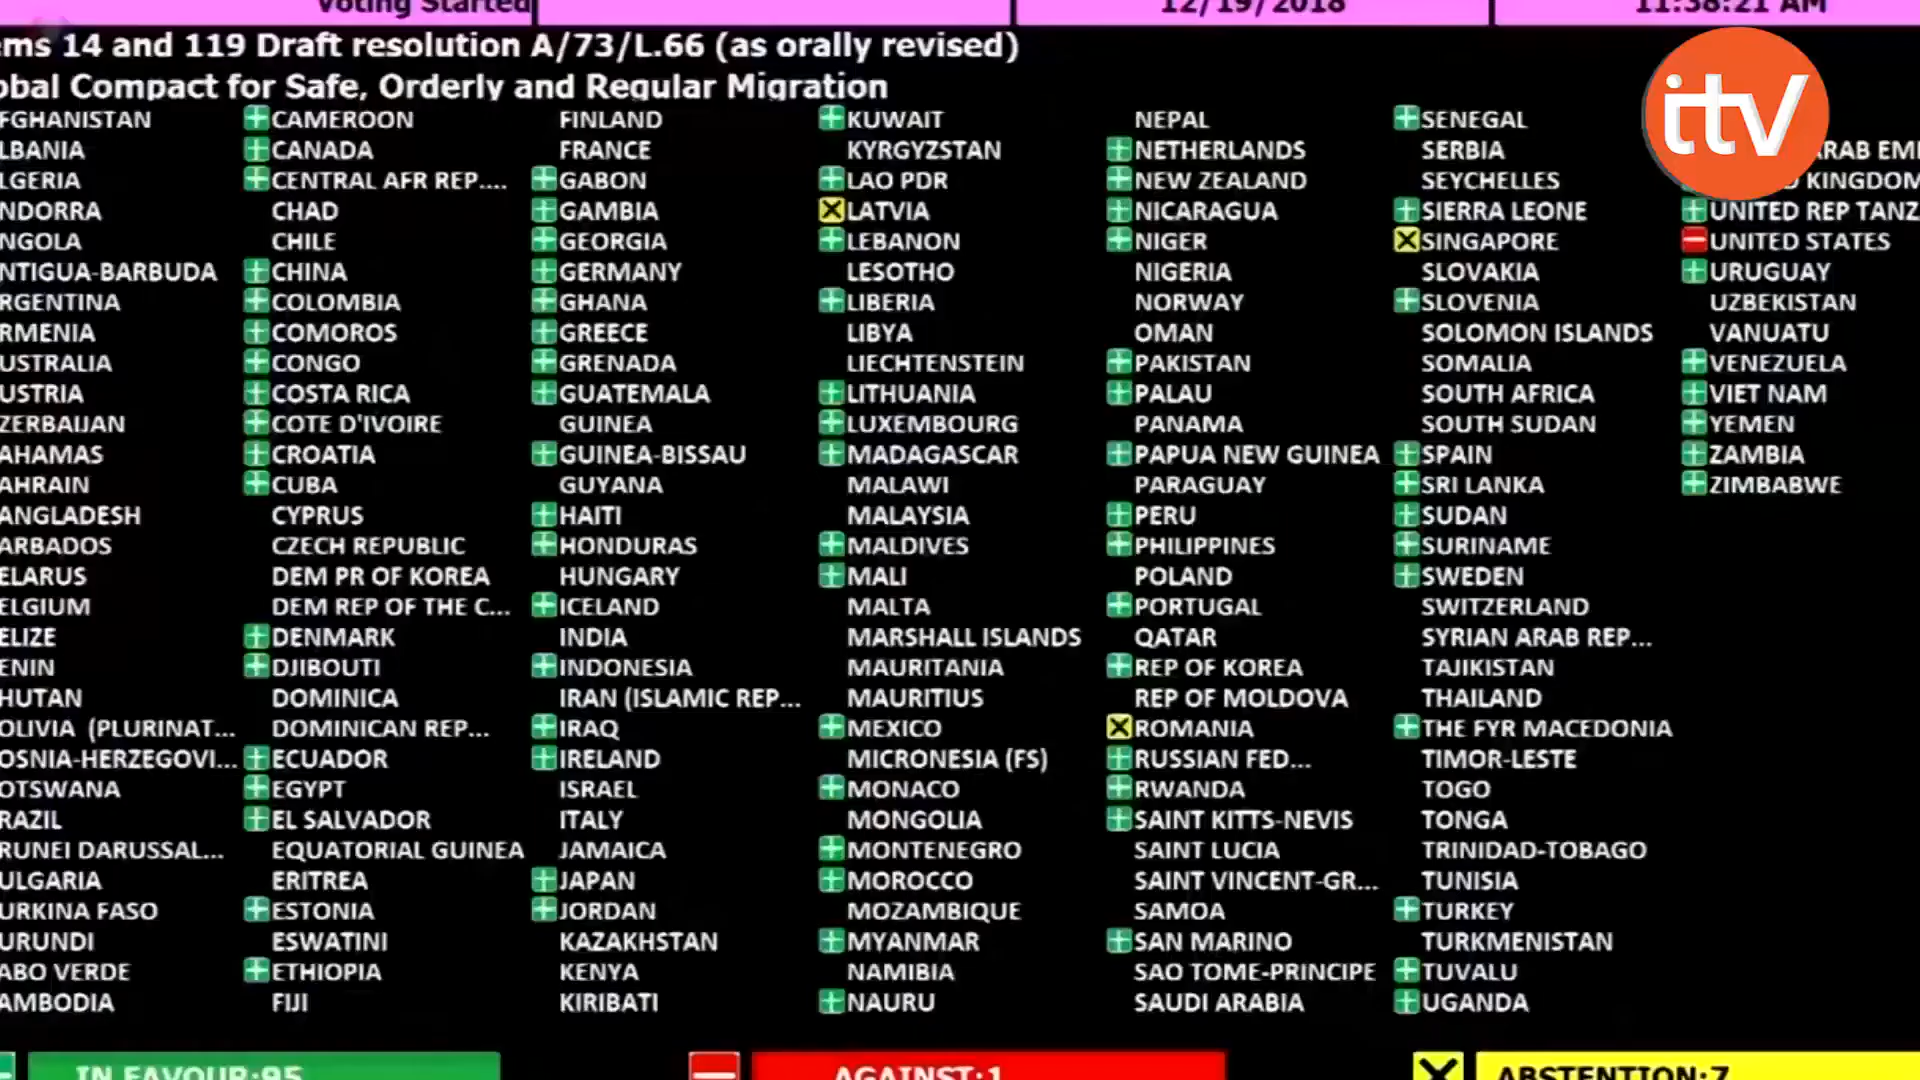 Voting Started 12/19/2018 11:38:21 AM
ems 14 and 119 Draft resolution A/73/L.66 (as orally revised)
obal Compact for Safe, Orderly and Regular Migration
itv
FGHANISTAN CAMEROON FINLAND KUWAIT NEPAL SENEGAL
LBANIA CANADA FRANCE KYRGYZSTAN NETHERLANDS SERBIA RAB EMI
LGERIA CENTRAL AFR REP.... GABON LAO PDR NEW ZEALAND SEYCHELLES D KINGDOM
NDORRA CHAD GAMBIA LATVIA NICARAGUA SIERRA LEONE UNITED REP TANZ
NGOLA CHILE GEORGIA LEBANON NIGER SINGAPORE UNITED STATES
NTIGUA-BARBUDA CHINA GERMANY LESOTHO NIGERIA SLOVAKIA URUGUAY
RGENTINA COLOMBIA GHANA LIBERIA NORWAY SLOVENIA UZBEKISTAN
RMENIA COMOROS GREECE LIBYA OMAN SOLOMON ISLANDS VANUATU
USTRALIA CONGO GRENADA LIECHTENSTEIN PAKISTAN SOMALIA VENEZUELA
USTRIA COSTA RICA GUATEMALA LITHUANIA PALAU SOUTH AFRICA VIET NAM
ZERBAIJAN COTE D'IVOIRE GUINEA LUXEMBOURG PANAMA SOUTH SUDAN YEMEN
AHAMAS CROATIA GUINEA-BISSAU MADAGASCAR PAPUA NEW GUINEA SPAIN ZAMBIA
AHRAIN CUBA GUYANA MALAWI PARAGUAY SRI LANKA ZIMBABWE
ANGLADESH CYPRUS HAITI MALAYSIA PERU SUDAN
ARBADOS CZECH REPUBLIC HONDURAS MALDIVES PHILIPPINES SURINAME
ELARUS DEM PR OF KOREA HUNGARY MALI POLAND SWEDEN
ELGIUM DEM REP OF THE C... ICELAND MALTA PORTUGAL SWITZERLAND
ELIZE DENMARK INDIA MARSHALL ISLANDS QATAR SYRIAN ARAB REP...
ENIN DJIBOUTI INDONESIA MAURITANIA REP OF KOREA TAJIKISTAN
HUTAN DOMINICA IRAN (ISLAMIC REP... MAURITIUS REP OF MOLDOVA THAILAND
OLIVIA (PLURINAT... DOMINICAN REP... IRAQ MEXICO ROMANIA THE FYR MACEDONIA
OSNIA-HERZEGOVI... ECUADOR IRELAND MICRONESIA (FS) RUSSIAN FED... TIMOR-LESTE
OTSWANA EGYPT ISRAEL MONACO RWANDA TOGO
RAZIL EL SALVADOR ITALY MONGOLIA SAINT KITTS-NEVIS TONGA
RUNEI DARUSSAL... EQUATORIAL GUINEA JAMAICA MONTENEGRO SAINT LUCIA TRINIDAD-TOBAGO
ULGARIA ERITREA JAPAN MOROCCO SAINT VINCENT-GR... TUNISIA
URKINA FASO ESTONIA JORDAN MOZAMBIQUE SAMOA TURKEY
URUNDI ESWATINI KAZAKHSTAN MYANMAR SAN MARINO TURKMENISTAN
ABO VERDE ETHIOPIA KENYA NAMIBIA SAO TOME-PRINCIPE TUVALU
AMBODIA FIJI KIRIBATI NAURU SAUDI ARABIA UGANDA
IN FAVOUR:95 AGAINST:1 ABSTENTION:7